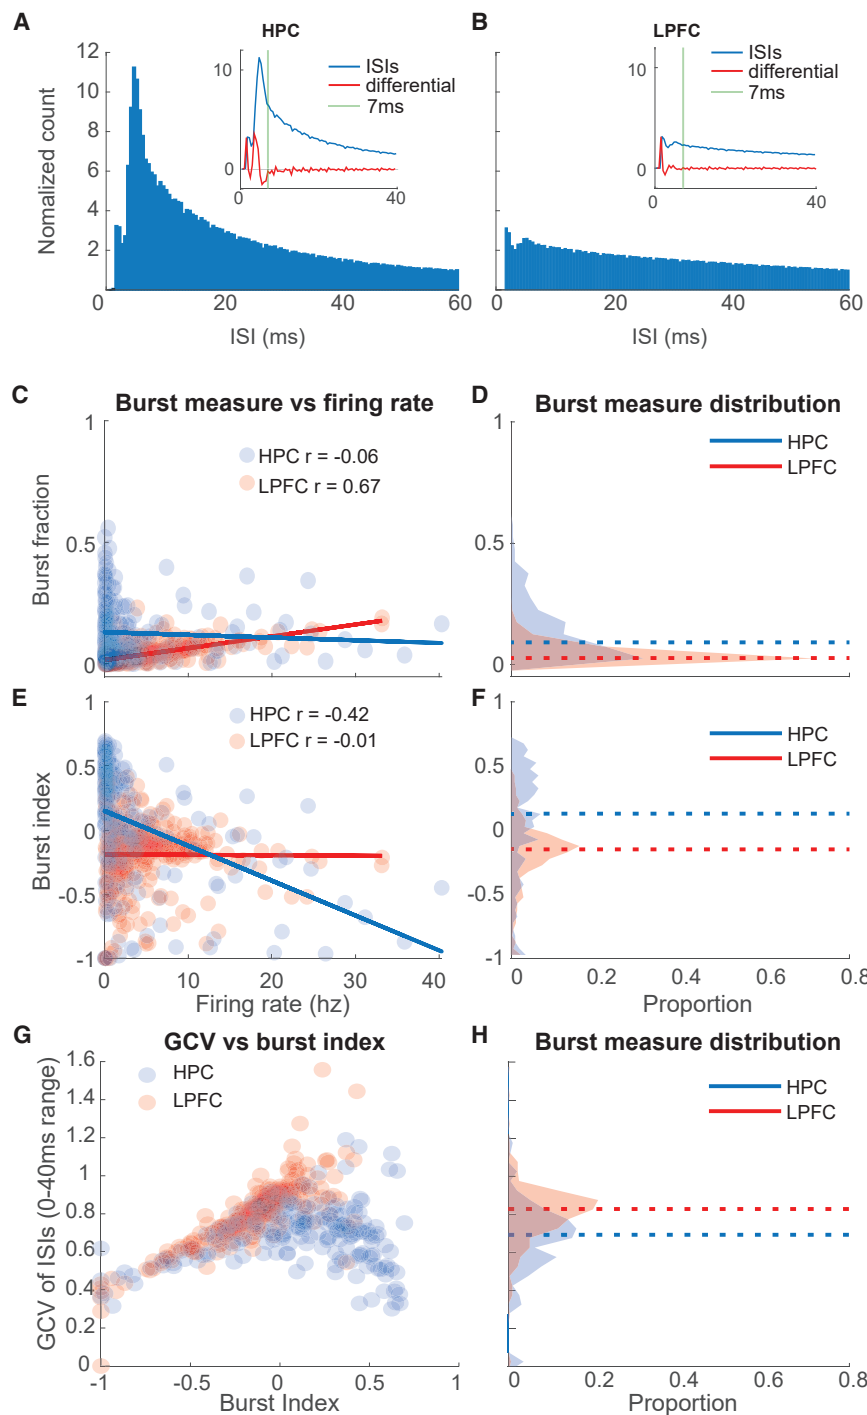 A
HPC
12
10
8
6
4
2
0
20
40
60
Nomalized count
ISI (ms)
10
0
0
40
ISIs
differential
7ms
B
LPFC
0
20
40
60
ISI (ms)
10
0
0
40
ISIs
differential
7ms
C
Burst measure vs firing rate
1
0.5
0
Burst fraction
HPC r = -0.06
LPFC r = 0.67
D
Burst measure distribution
1
0.5
0
HPC
LPFC
E
1
0.5
0
-0.5
-1
Burst index
HPC r = -0.42
LPFC r = -0.01
0
10
20
30
40
Firing rate (hz)
F
1
0.5
0
-0.5
-1
HPC
LPFC
0
0.2
0.4
0.6
0.8
Proportion
G
GCV vs burst index
1.6
1.4
1.2
1
0.8
0.6
0.4
0.2
0
GCV of ISIs (0-40ms range)
HPC
LPFC
-1
-0.5
0
0.5
1
Burst Index
H
Burst measure distribution
HPC
LPFC
0
0.2
0.4
0.6
0.8
Proportion